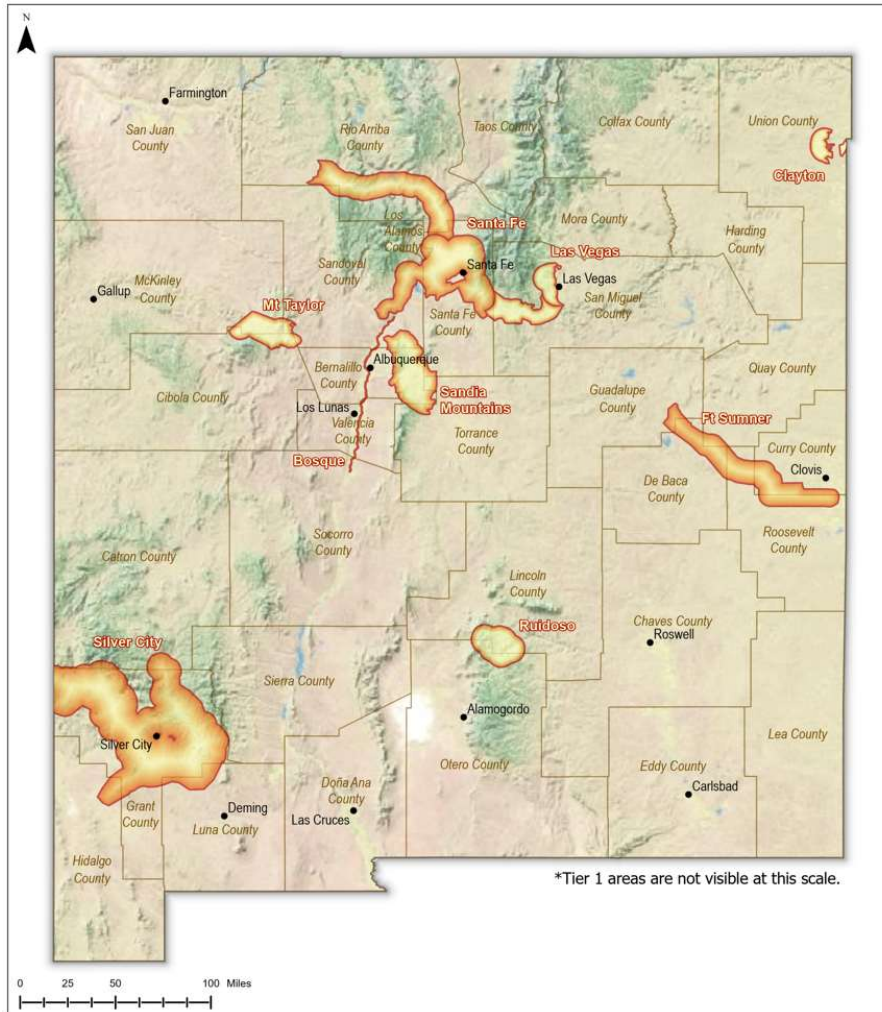 N
Farmington
San Juan
County
Rio Arriba
County
Taos County
Colfax County
Union County
Clayton
Los
Alamos
County
Santa Fe
Mora County
Harding
County
Sandoval
County
Santa Fe
Las Vegas
Las Vegas
San Miguel
County
McKinley
County
Gallup
Mt Taylor
Santa Fe
County
Albuquerque
Bernalillo
County
Quay County
Cibola County
Sandia
Mountains
Guadalupe
County
Los Lunas
Valencia
County
Ft Sumner
Torrance
County
Curry County
Clovis
Bosque
De Baca
County
Socorro
County
Roosevelt
County
Catron County
Lincoln
County
Chaves County
Ruidoso
Roswell
Silver City
Sierra County
Alamogordo
Silver City
Lea County
Otero County
Eddy County
Doña Ana
County
Carlsbad
Grant
County
Deming
Luna County
Las Cruces
Hidalgo
County
*Tier 1 areas are not visible at this scale.
0 25 50 100 Miles